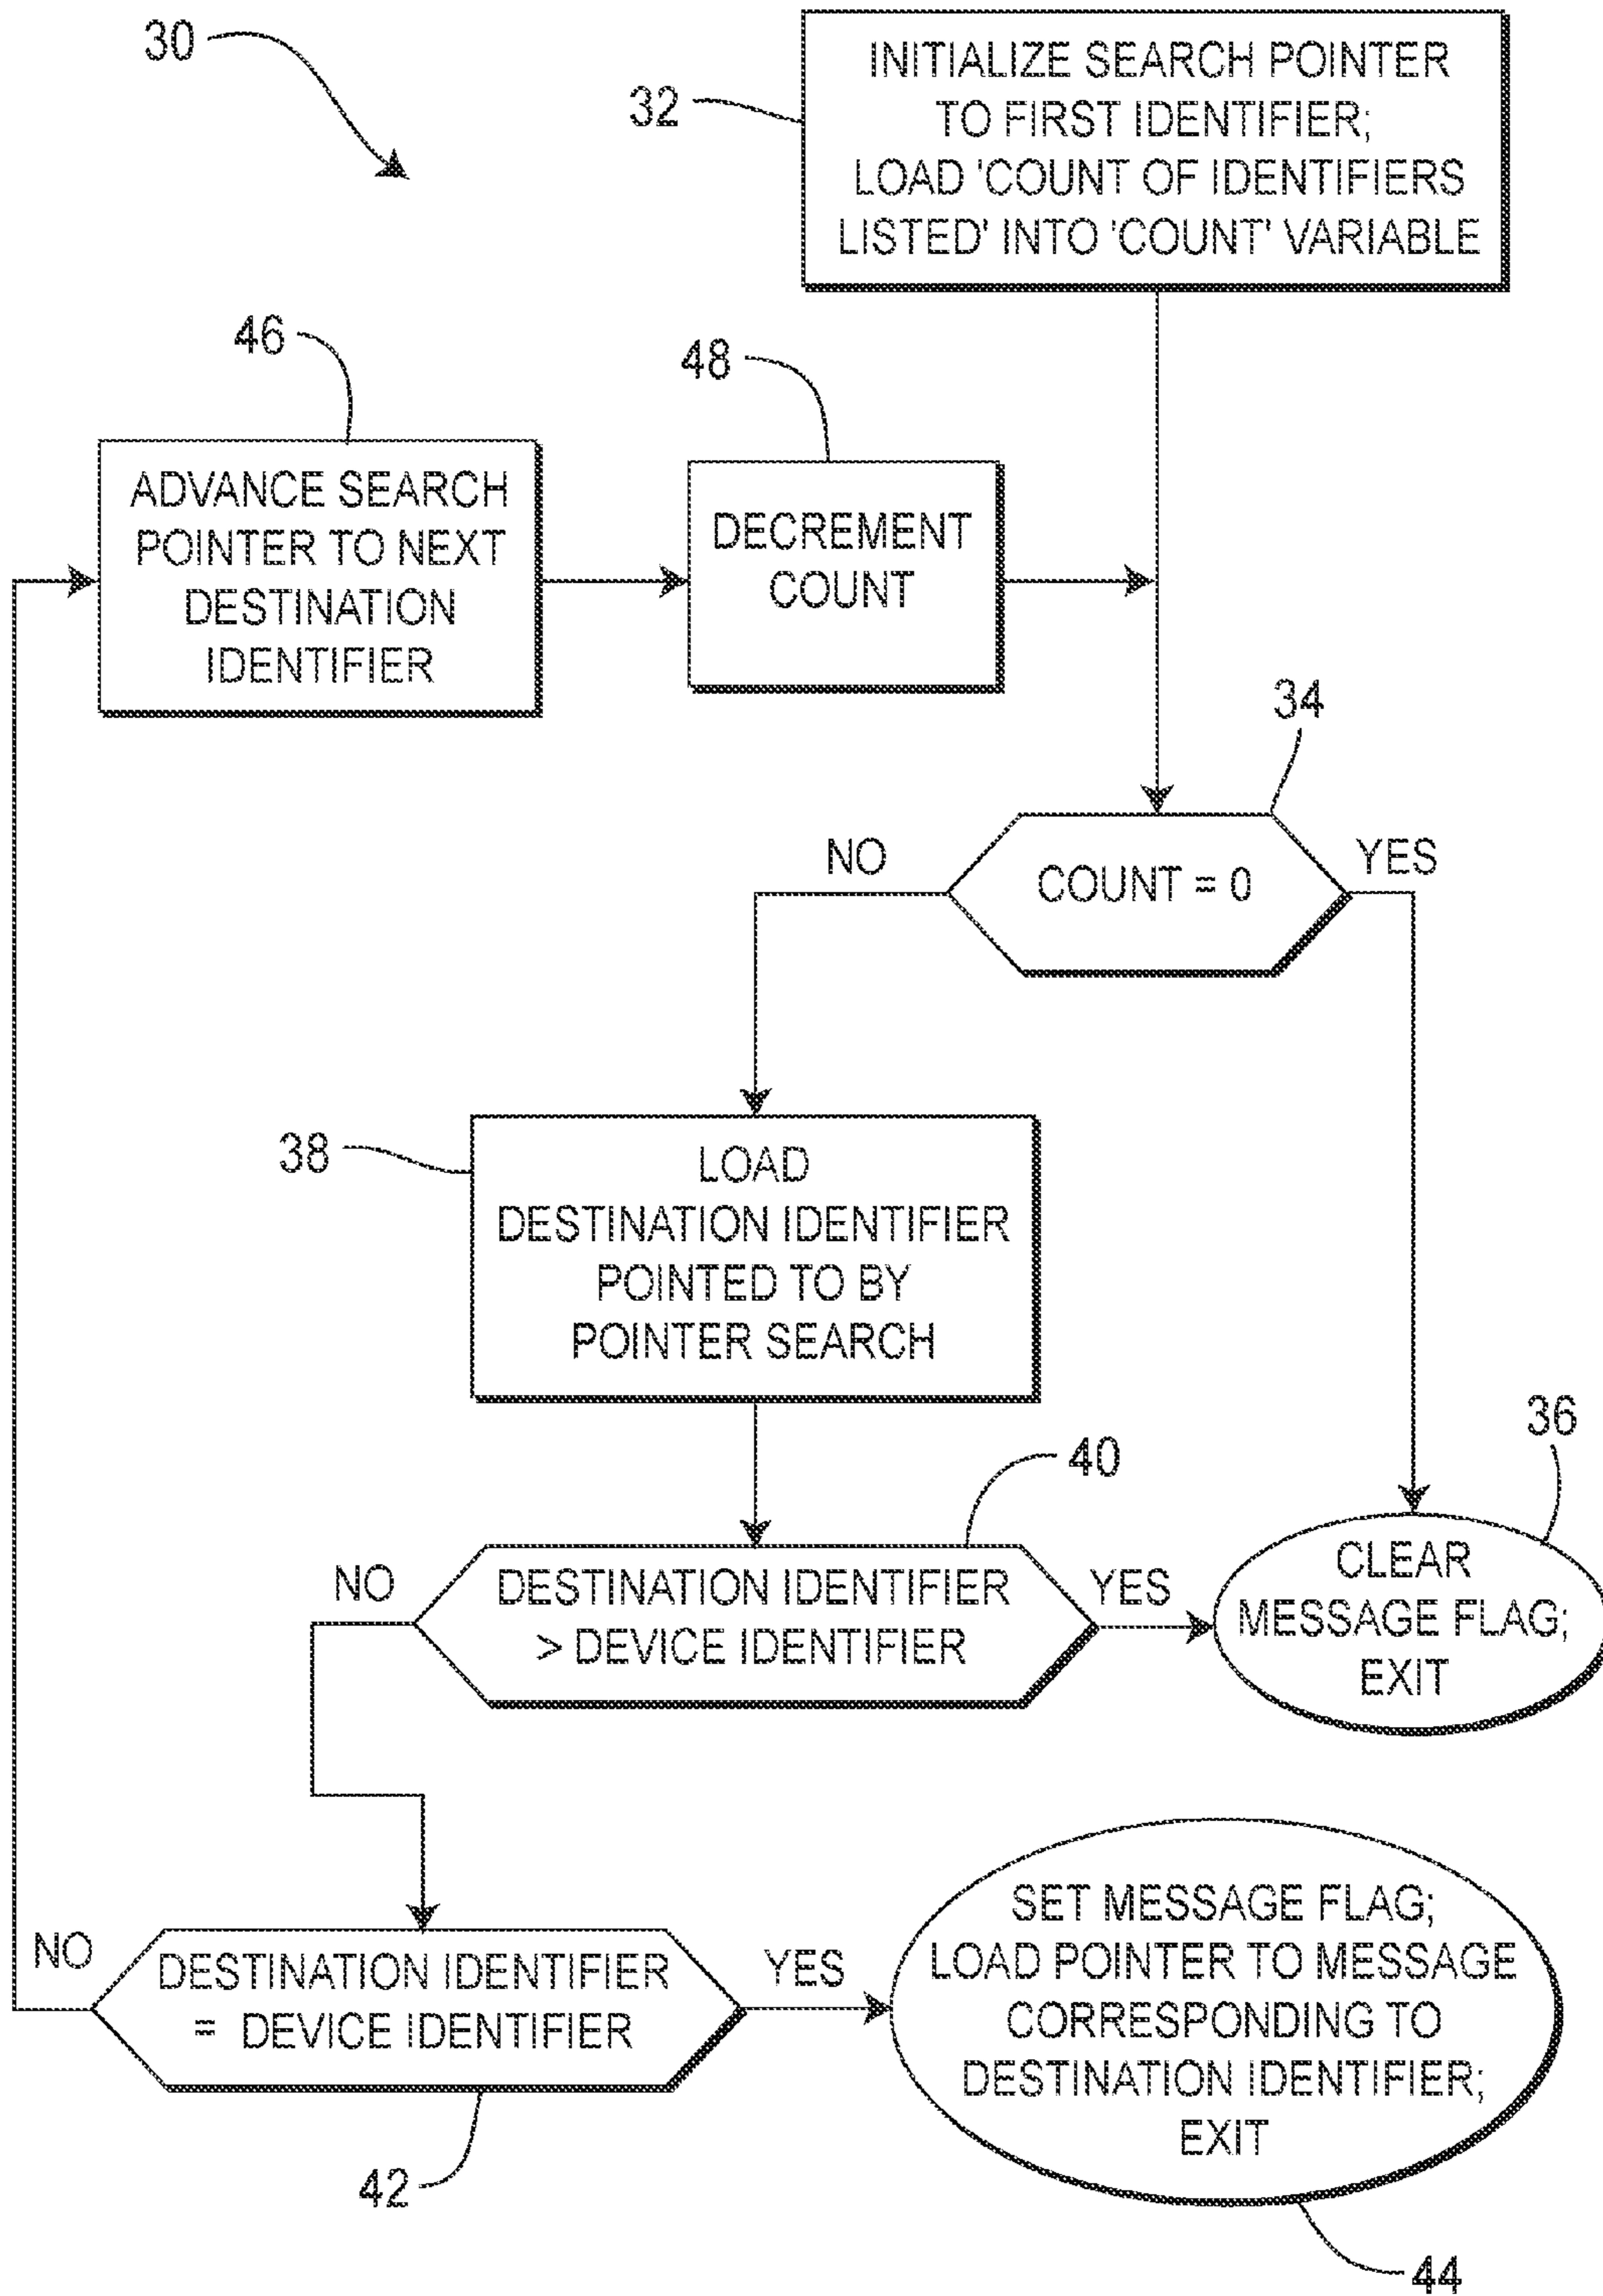 30
32
INITIALIZE SEARCH POINTER
TO FIRST IDENTIFIER;
LOAD 'COUNT OF IDENTIFIERS
LISTED' INTO 'COUNT' VARIABLE
46
48
ADVANCE SEARCH
POINTER TO NEXT
DESTINATION
IDENTIFIER
DECREMENT
COUNT
34
NO
COUNT = 0
YES
38
LOAD
DESTINATION IDENTIFIER
POINTED TO BY
POINTER SEARCH
36
40
NO
DESTINATION IDENTIFIER
> DEVICE IDENTIFIER
YES
CLEAR
MESSAGE FLAG;
EXIT
NO
DESTINATION IDENTIFIER
= DEVICE IDENTIFIER
YES
SET MESSAGE FLAG;
LOAD POINTER TO MESSAGE
CORRESPONDING TO
DESTINATION IDENTIFIER;
EXIT
42
44